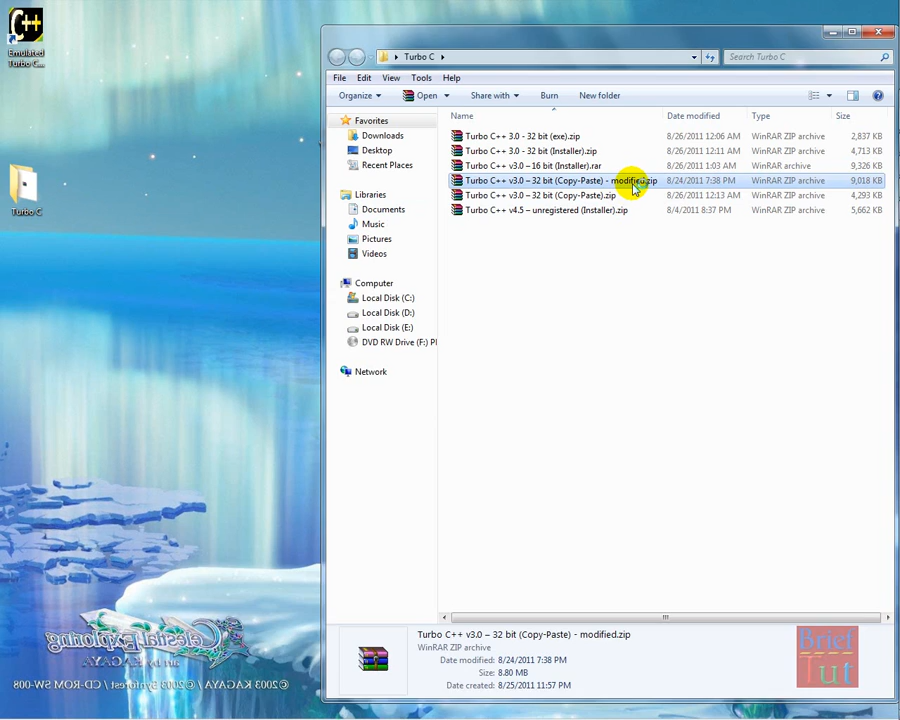 C++
Emulated
Turbo C...
Turbo C
Turbo C
Search Turbo C
File Edit View Tools Help
Organize Open Share with Burn New folder
Name Date modified Type Size
Favorites
Downloads
Desktop
Recent Places
Libraries
Documents
Music
Pictures
Videos
Computer
Local Disk (C:)
Local Disk (D:)
Local Disk (E:)
DVD RW Drive (F:) Pl
Network
Turbo C++ 3.0 - 32 bit (exe).zip 8/26/2011 12:06 AM WinRAR ZIP archive 2,837 KB
Turbo C++ 3.0 - 32 bit (Installer).zip 8/26/2011 12:11 AM WinRAR ZIP archive 4,713 KB
Turbo C++ v3.0 – 16 bit (Installer).rar 8/26/2011 1:03 AM WinRAR ZIP archive 9,326 KB
Turbo C++ v3.0 – 32 bit (Copy-Paste) - modified.zip 8/24/2011 7:38 PM WinRAR ZIP archive 9,018 KB
Turbo C++ v3.0 – 32 bit (Copy-Paste).zip 8/26/2011 12:13 AM WinRAR ZIP archive 4,293 KB
Turbo C++ v4.5 – unregistered (Installer).zip 8/4/2011 8:37 PM WinRAR ZIP archive 5,662 KB
Turbo C++ v3.0 – 32 bit (Copy-Paste) - modified.zip
WinRAR ZIP archive
Date modified: 8/24/2011 7:38 PM
Size: 8.80 MB
Date created: 8/25/2011 11:57 PM
Brief
Tut
Celestial Exploring
art by KAGAYA
©2003 KAGAYA / ©2003 Synforest / CD-ROM SW-008